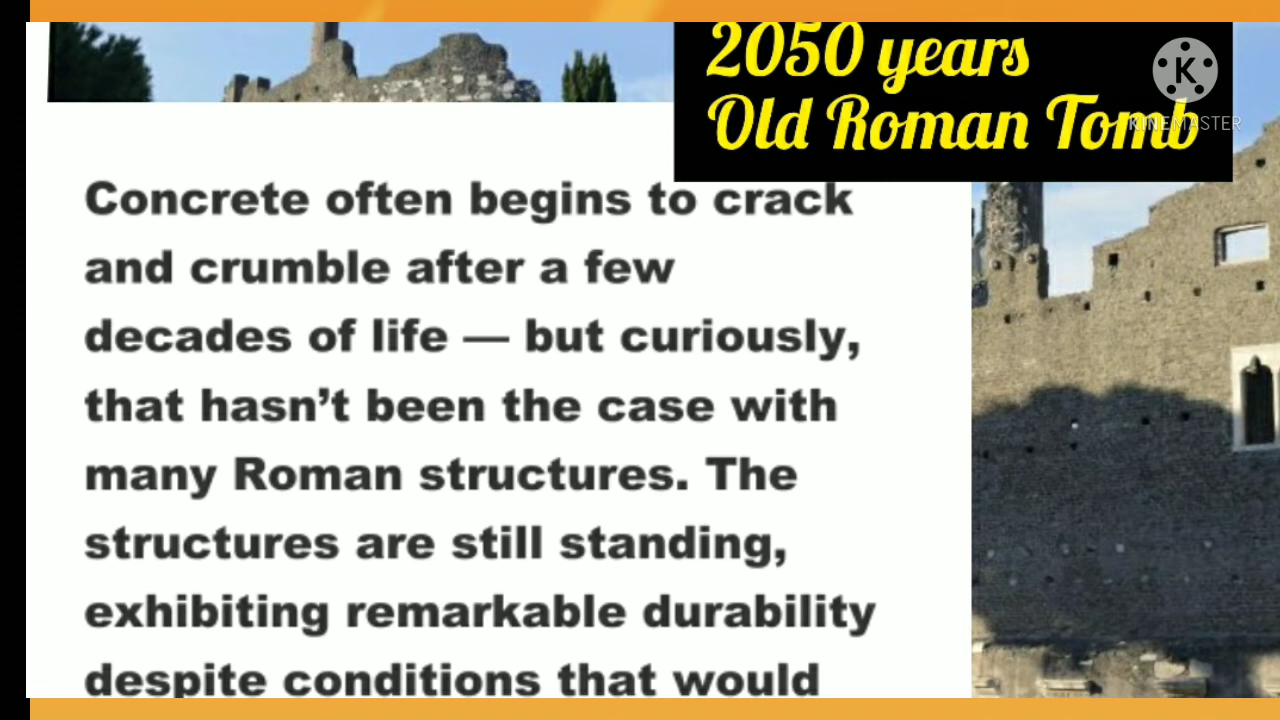 2050 years
Old Roman Tomb
K
KINEMASTER
Concrete often begins to crack
and crumble after a few
decades of life — but curiously,
that hasn’t been the case with
many Roman structures. The
structures are still standing,
exhibiting remarkable durability
despite conditions that would